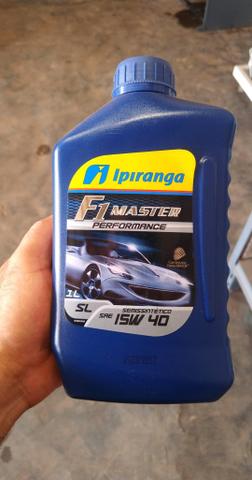 Ipiranga
F1 MASTER
PERFORMANCE
1L
SL
SEMISSINTÉTICO
SAE 15W 40